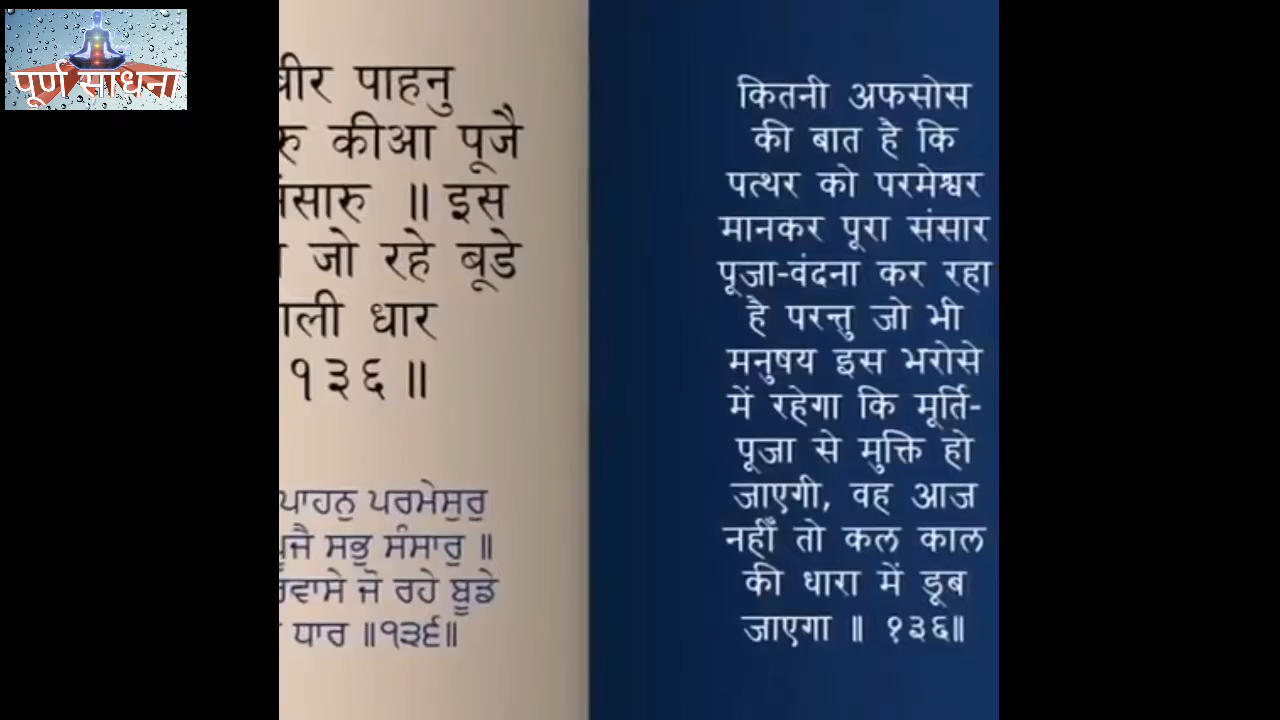 पूर्ण साधना
पाहनु
कीआ पूजै
॥ इस
जो रहे बूडे
धार
१३६ ॥
ਪਾਹਨੁ ਪਰਮੇਸੁਰੁ
ਸਭੁ ਸੰਸਾਰੁ ॥
ਜੋ ਰਹੇ ਬੂਡੇ
ਧਾਰ ॥੧੩੬॥
कितनी अफसोस
की बात है कि
पत्थर को परमेश्वर
मानकर पूरा संसार
पूजा-वंदना कर रहा
है परन्तु जो भी
मनुषय इस भरोसे
में रहेगा कि मूर्ति-
पूजा से मुक्ति हो
जाएगी, वह आज
नहीँ तो कल काल
की धारा में डूब
जाएगा ॥ १३६॥